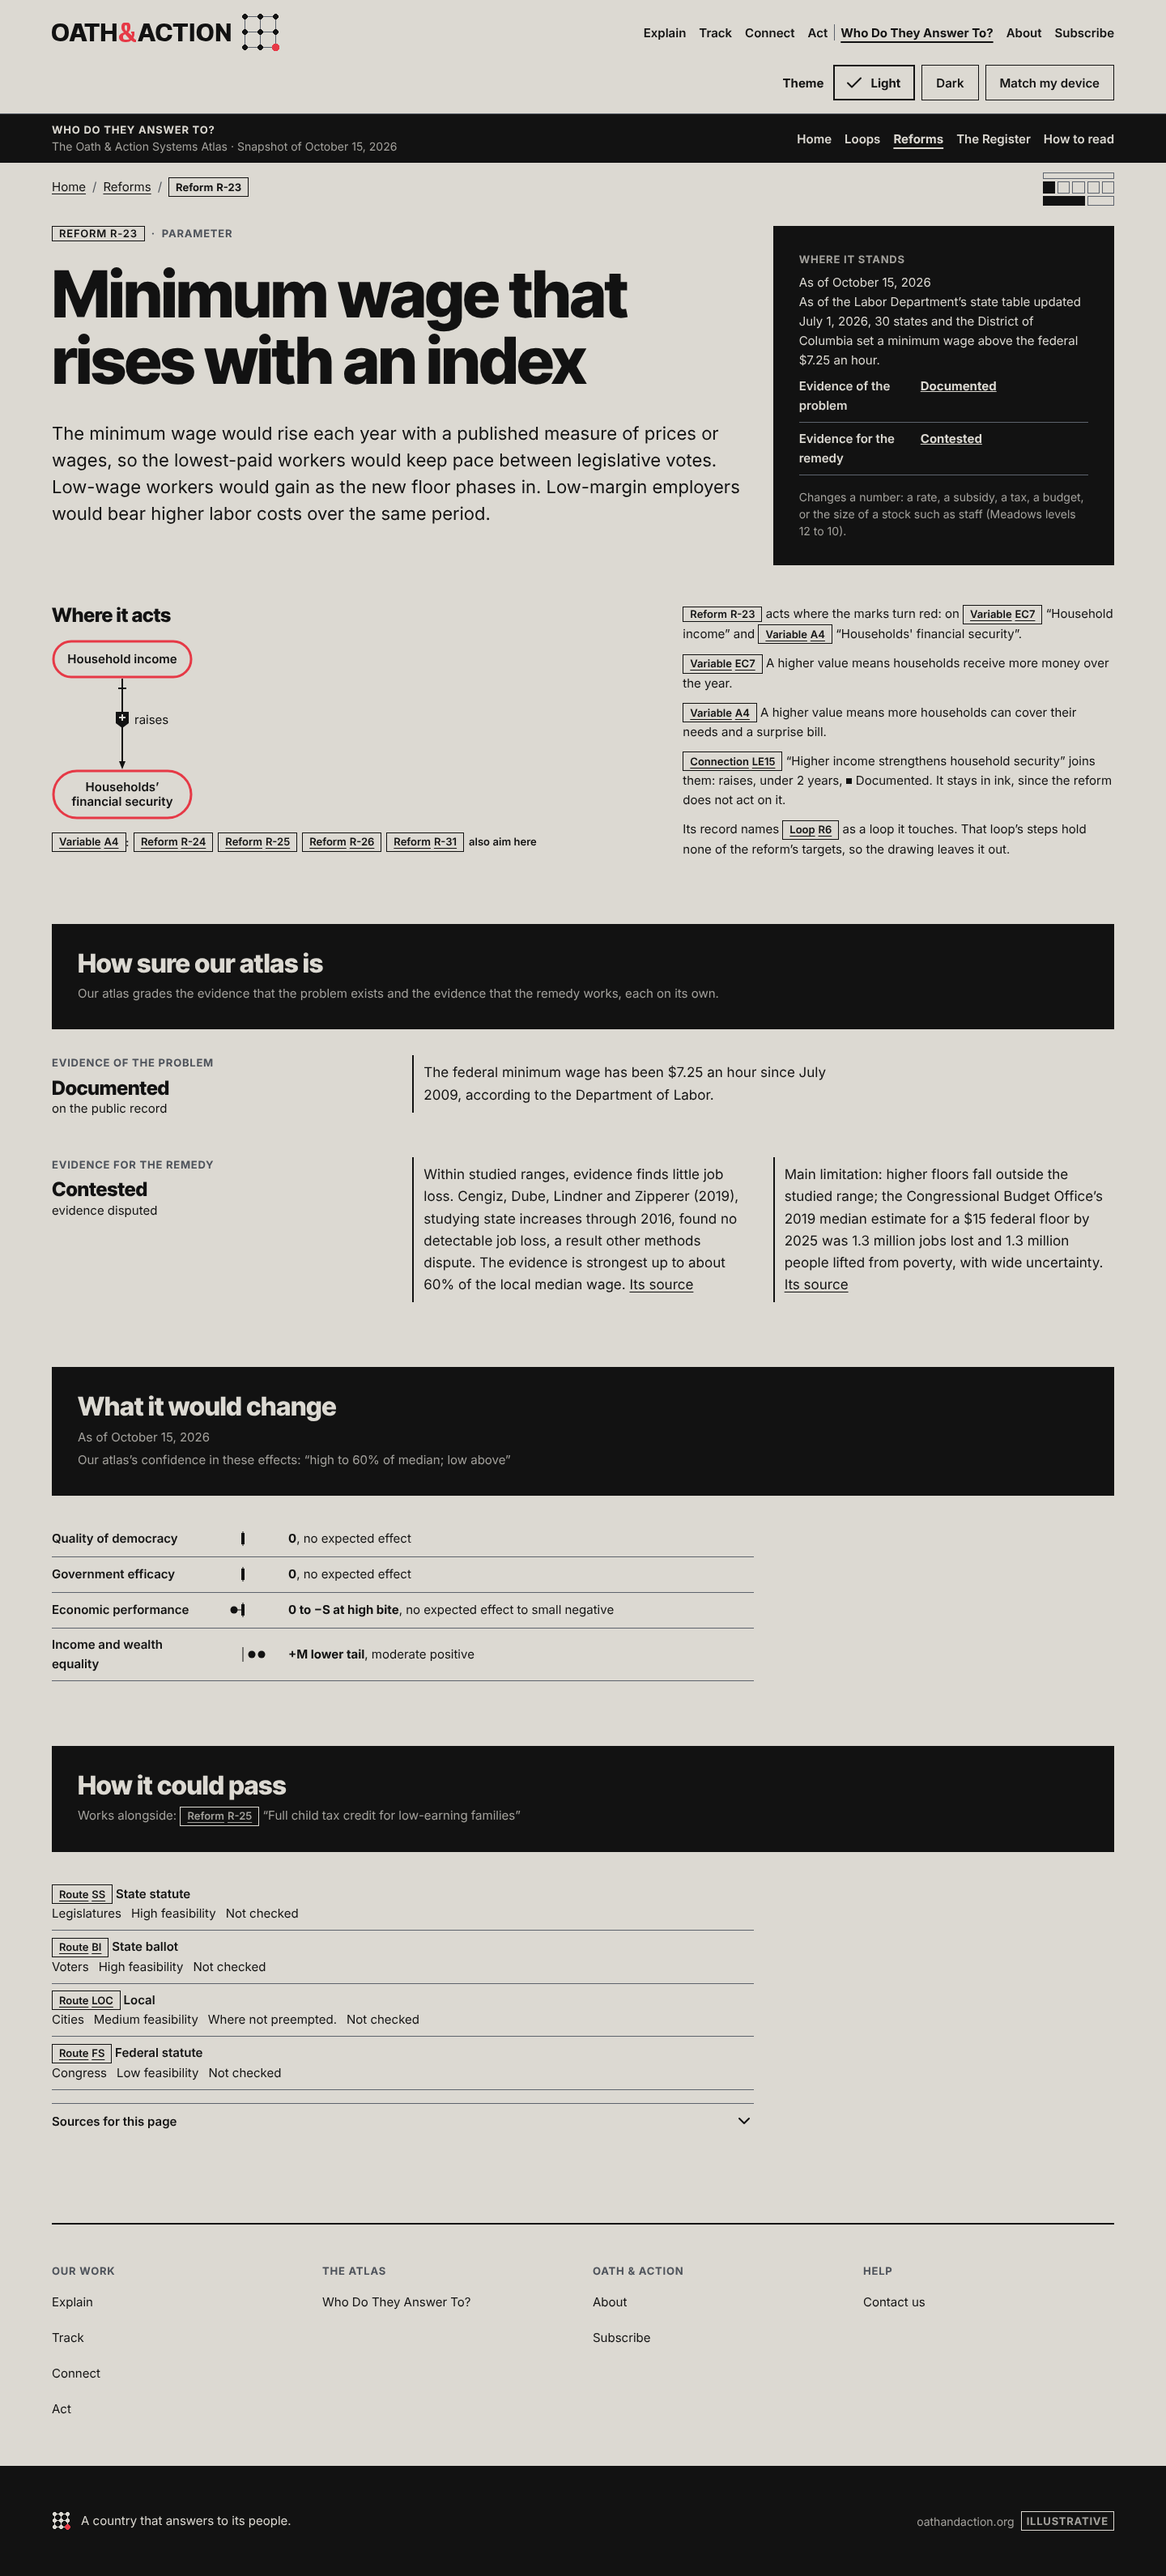 OATH&ACTION
Explain Track Connect Act Who Do They Answer To? About Subscribe
Theme Light Dark Match my device
WHO DO THEY ANSWER TO?
The Oath & Action Systems Atlas · Snapshot of October 15, 2026
Home Loops Reforms The Register How to read
Home / Reforms / Reform R-23
REFORM R-23 · PARAMETER
Minimum wage that
rises with an index
The minimum wage would rise each year with a published measure of prices or
wages, so the lowest-paid workers would keep pace between legislative votes.
Low-wage workers would gain as the new floor phases in. Low-margin employers
would bear higher labor costs over the same period.
WHERE IT STANDS
As of October 15, 2026
As of the Labor Department’s state table updated
July 1, 2026, 30 states and the District of
Columbia set a minimum wage above the federal
$7.25 an hour.
Evidence of the
problem
Documented
Evidence for the
remedy
Contested
Changes a number: a rate, a subsidy, a tax, a budget,
or the size of a stock such as staff (Meadows levels
12 to 10).
Where it acts
Household income
raises
Households’
financial security
Variable A4: Reform R-24 Reform R-25 Reform R-26 Reform R-31 also aim here
Reform R-23 acts where the marks turn red: on Variable EC7 “Household
income” and Variable A4 “Households' financial security”.
Variable EC7 A higher value means households receive more money over
the year.
Variable A4 A higher value means more households can cover their
needs and a surprise bill.
Connection LE15 “Higher income strengthens household security” joins
them: raises, under 2 years, ■ Documented. It stays in ink, since the reform
does not act on it.
Its record names Loop R6 as a loop it touches. That loop’s steps hold
none of the reform’s targets, so the drawing leaves it out.
How sure our atlas is
Our atlas grades the evidence that the problem exists and the evidence that the remedy works, each on its own.
EVIDENCE OF THE PROBLEM
Documented
on the public record
The federal minimum wage has been $7.25 an hour since July
2009, according to the Department of Labor.
EVIDENCE FOR THE REMEDY
Contested
evidence disputed
Within studied ranges, evidence finds little job
loss. Cengiz, Dube, Lindner and Zipperer (2019),
studying state increases through 2016, found no
detectable job loss, a result other methods
dispute. The evidence is strongest up to about
60% of the local median wage. Its source
Main limitation: higher floors fall outside the
studied range; the Congressional Budget Office’s
2019 median estimate for a $15 federal floor by
2025 was 1.3 million jobs lost and 1.3 million
people lifted from poverty, with wide uncertainty.
Its source
What it would change
As of October 15, 2026
Our atlas’s confidence in these effects: “high to 60% of median; low above”
Quality of democracy 0, no expected effect
Government efficacy 0, no expected effect
Economic performance 0 to −S at high bite, no expected effect to small negative
Income and wealth
equality
+M lower tail, moderate positive
How it could pass
Works alongside: Reform R-25 “Full child tax credit for low-earning families”
Route SS State statute
Legislatures High feasibility Not checked
Route BI State ballot
Voters High feasibility Not checked
Route LOC Local
Cities Medium feasibility Where not preempted. Not checked
Route FS Federal statute
Congress Low feasibility Not checked
Sources for this page
OUR WORK
Explain
Track
Connect
Act
THE ATLAS
Who Do They Answer To?
OATH & ACTION
About
Subscribe
HELP
Contact us
A country that answers to its people.
oathandaction.org ILLUSTRATIVE